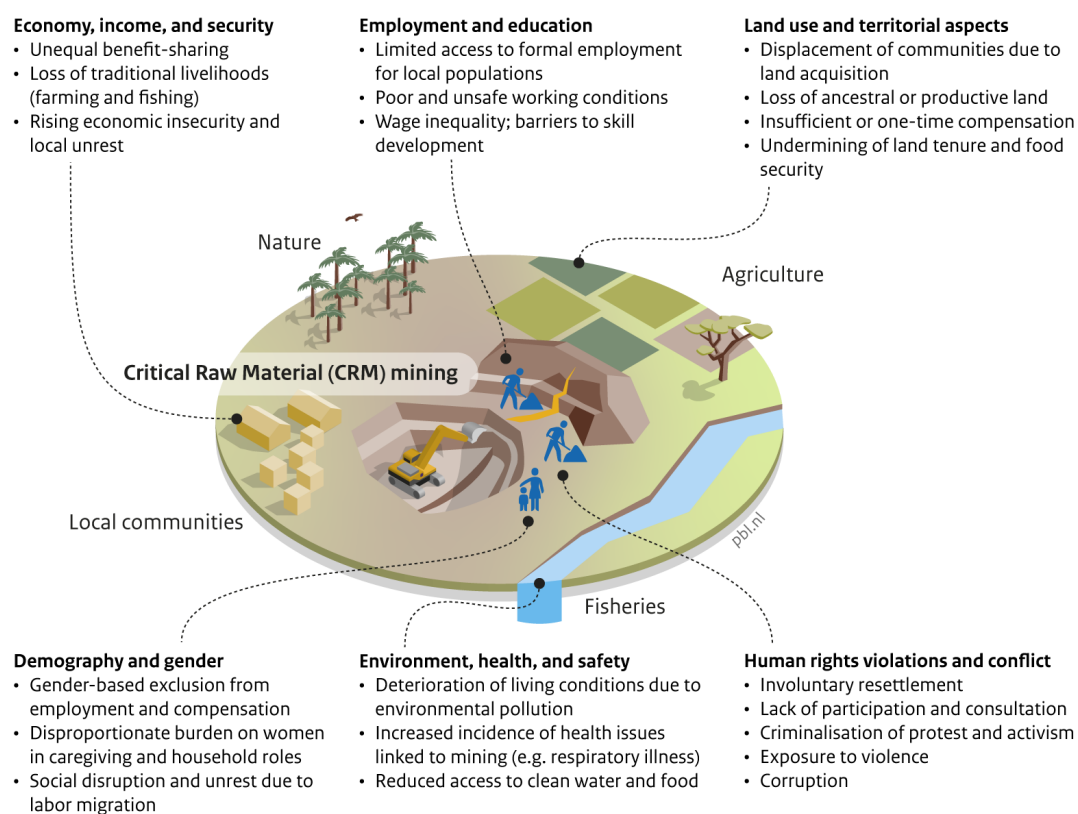 Economy, income, and security
• Unequal benefit-sharing
• Loss of traditional livelihoods
(farming and fishing)
• Rising economic insecurity and
local unrest
Employment and education
• Limited access to formal employment
for local populations
• Poor and unsafe working conditions
• Wage inequality; barriers to skill
development
Land use and territorial aspects
• Displacement of communities due to
land acquisition
• Loss of ancestral or productive land
• Insufficient or one-time compensation
• Undermining of land tenure and food
security
Nature
Agriculture
Critical Raw Material (CRM) mining
Local communities
pbl.nl
Fisheries
Demography and gender
• Gender-based exclusion from
employment and compensation
• Disproportionate burden on women
in caregiving and household roles
• Social disruption and unrest due to
labor migration
Environment, health, and safety
• Deterioration of living conditions due to
environmental pollution
• Increased incidence of health issues
linked to mining (e.g. respiratory illness)
• Reduced access to clean water and food
Human rights violations and conflict
• Involuntary resettlement
• Lack of participation and consultation
• Criminalisation of protest and activism
• Exposure to violence
• Corruption